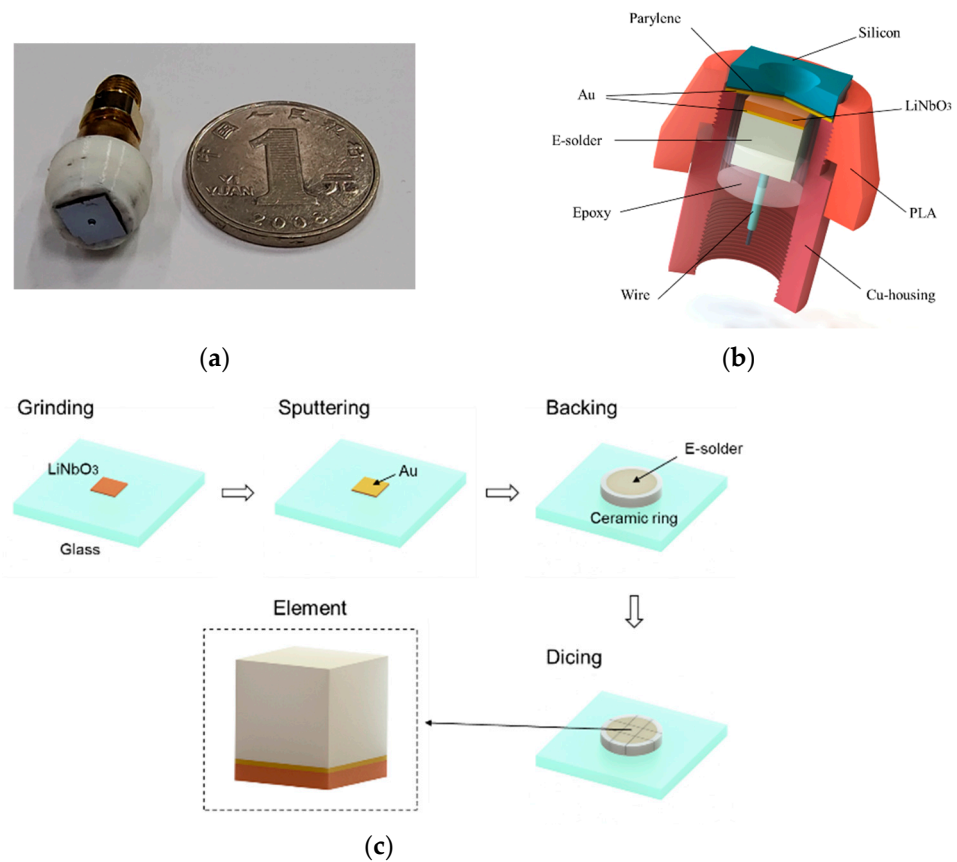 中国人民银行
1
元
YI
YUAN
Parylene
Silicon
Au
LiNbO3
E-solder
Epoxy
PLA
Wire
Cu-housing
(a)
(b)
Grinding
Sputtering
Backing
LiNbO3
Au
E-solder
Ceramic ring
Glass
Element
Dicing
(c)